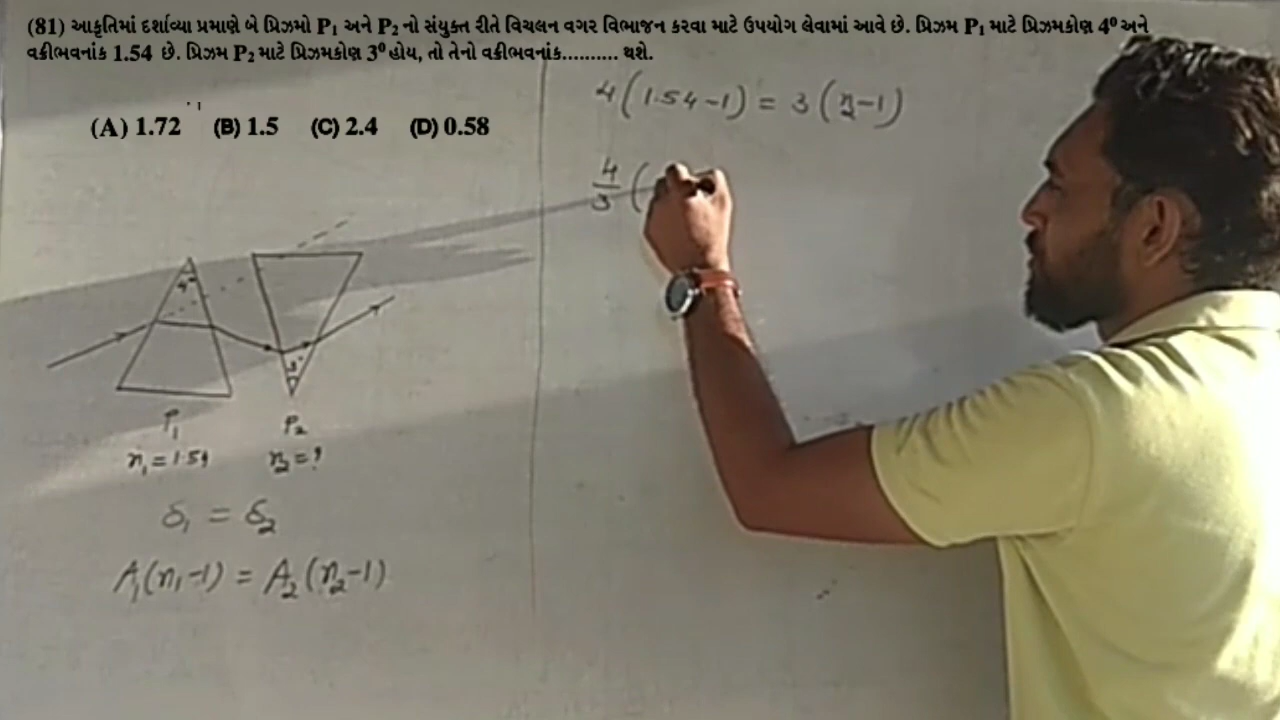 (81) આકૃતિમાં દર્શાવ્યા પ્રમાણે બે પ્રિઝમો P₁ અને P₂ નો સંયુક્ત રીતે વિચલન વગર વિભાજન કરવા માટે ઉપયોગ લેવામાં આવે છે. પ્રિઝમ P₁ માટે પ્રિઝમકોણ 4⁰ અને
વક્રીભવનાંક 1.54 છે. પ્રિઝમ P₂ માટે પ્રિઝમકોણ 3⁰ હોય, તો તેનો વક્રીભવનાંક.......... થશે.
(A) 1.72 (B) 1.5 (C) 2.4 (D) 0.58
4(1.54-1) = 3(n₂-1)
4/3 (
4°
3°
P₁ P₂
n₁ = 1.54 n₂ = ?
δ₁ = δ₂
A₁(n₁-1) = A₂(n₂-1)